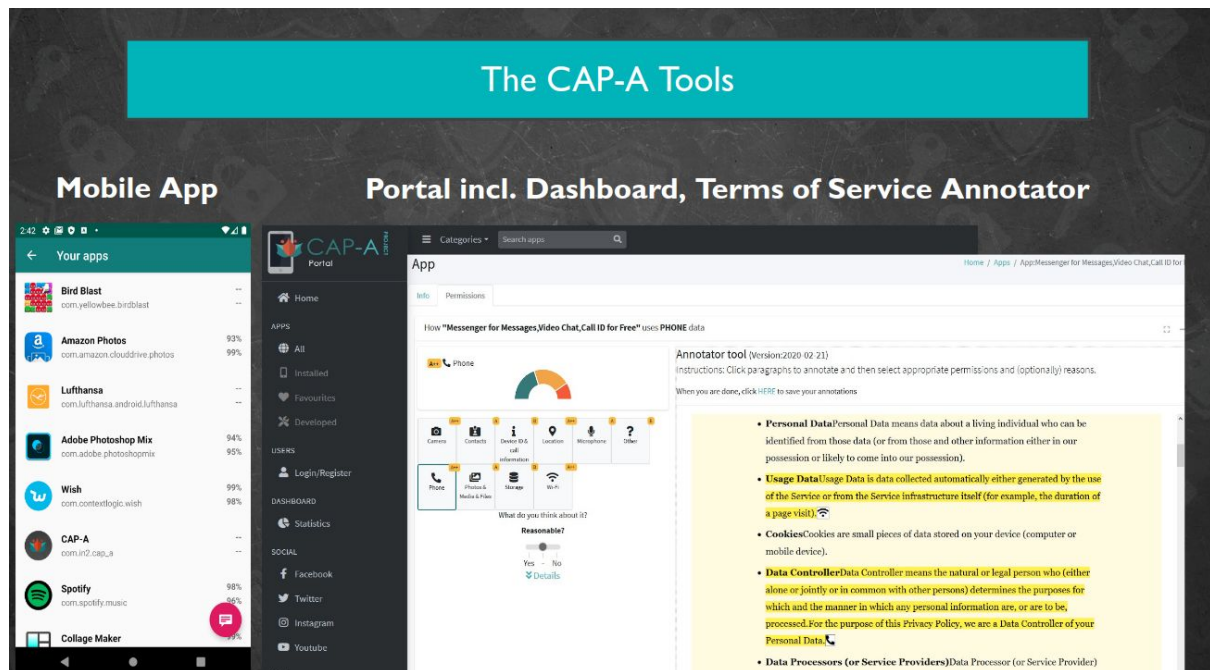 The CAP-A Tools
Mobile App
Portal incl. Dashboard, Terms of Service Annotator
2:42
Your apps
Bird Blast
--
com.yellowbee.birdblast
--
Amazon Photos
93%
com.amazon.clouddrive.photos
99%
Lufthansa
--
com.lufthansa.android.lufthansa
--
Adobe Photoshop Mix
94%
com.adobe.photoshopmix
95%
Wish
99%
com.contextlogic.wish
98%
CAP-A
--
com.in2.cap_a
--
Spotify
98%
com.spotify.music
96%
Collage Maker
CAP-A
PROJECT
Portal
Home
APPS
All
Installed
Favourites
Developed
USERS
Login/Register
DASHBOARD
Statistics
SOCIAL
Facebook
Twitter
Instagram
Youtube
Categories
Search apps
App
Home / Apps / App:Messenger for Messages,Video Chat,Call ID for
Info
Permissions
How "Messenger for Messages,Video Chat,Call ID for Free" uses PHONE data
A++ Phone
Camera
Contacts
Device ID &
call
information
Location
Microphone
Other
Phone
Photos &
Media & Files
Storage
Wi-Fi
What do you think about it?
Reasonable?
Yes - No
Details
Annotator tool (Version:2020-02-21)
Instructions: Click paragraphs to annotate and then select appropriate permissions and (optionally) reasons.
When you are done, click HERE to save your annotations
• Personal DataPersonal Data means data about a living individual who can be
identified from those data (or from those and other information either in our
possession or likely to come into our possession).
• Usage DataUsage Data is data collected automatically either generated by the use
of the Service or from the Service infrastructure itself (for example, the duration of
a page visit).
• CookiesCookies are small pieces of data stored on your device (computer or
mobile device).
• Data ControllerData Controller means the natural or legal person who (either
alone or jointly or in common with other persons) determines the purposes for
which and the manner in which any personal information are, or are to be,
processed.For the purpose of this Privacy Policy, we are a Data Controller of your
Personal Data.
• Data Processors (or Service Providers)Data Processor (or Service Provider)